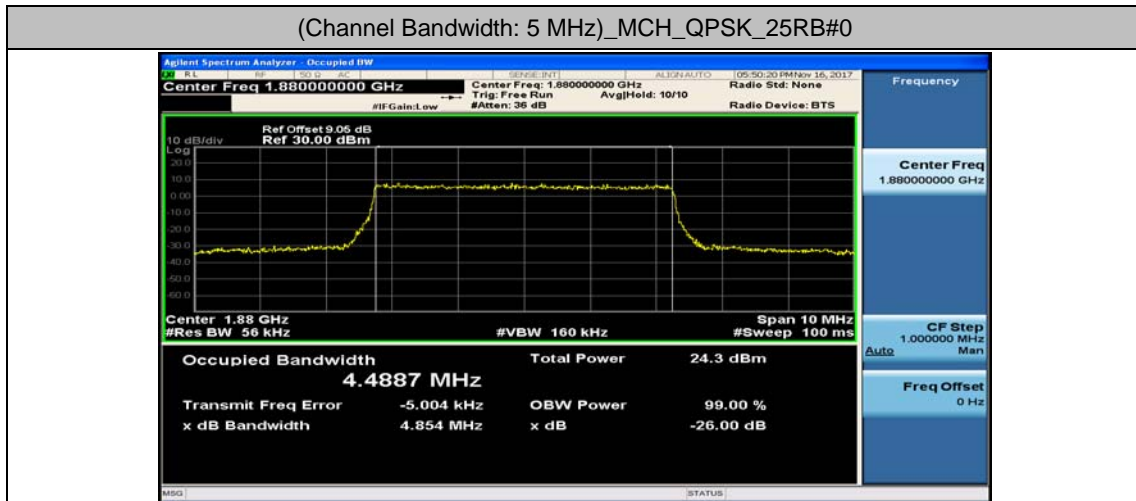 (Channel Bandwidth: 5 MHz)_MCH_QPSK_25RB#0
Agilent Spectrum Analyzer - Occupied BW
LXI RL RF 50 Ω AC SENSE:INT ALIGN AUTO 05:50:20 PM Nov 16, 2017
Center Freq 1.880000000 GHz
Center Freq: 1.880000000 GHz
Radio Std: None
Trig: Free Run Avg|Hold: 10/10
#IFGain:Low #Atten: 36 dB Radio Device: BTS
Ref Offset 9.05 dB
10 dB/div Ref 30.00 dBm
Log
20.0
10.0
0.00
-10.0
-20.0
-30.0
-40.0
-50.0
-60.0
Center 1.88 GHz Span 10 MHz
#Res BW 56 kHz #VBW 160 kHz #Sweep 100 ms
Occupied Bandwidth Total Power 24.3 dBm
4.4887 MHz
Transmit Freq Error -5.004 kHz OBW Power 99.00 %
x dB Bandwidth 4.854 MHz x dB -26.00 dB
MSG STATUS
Frequency
Center Freq
1.880000000 GHz
CF Step
1.000000 MHz
Auto Man
Freq Offset
0 Hz